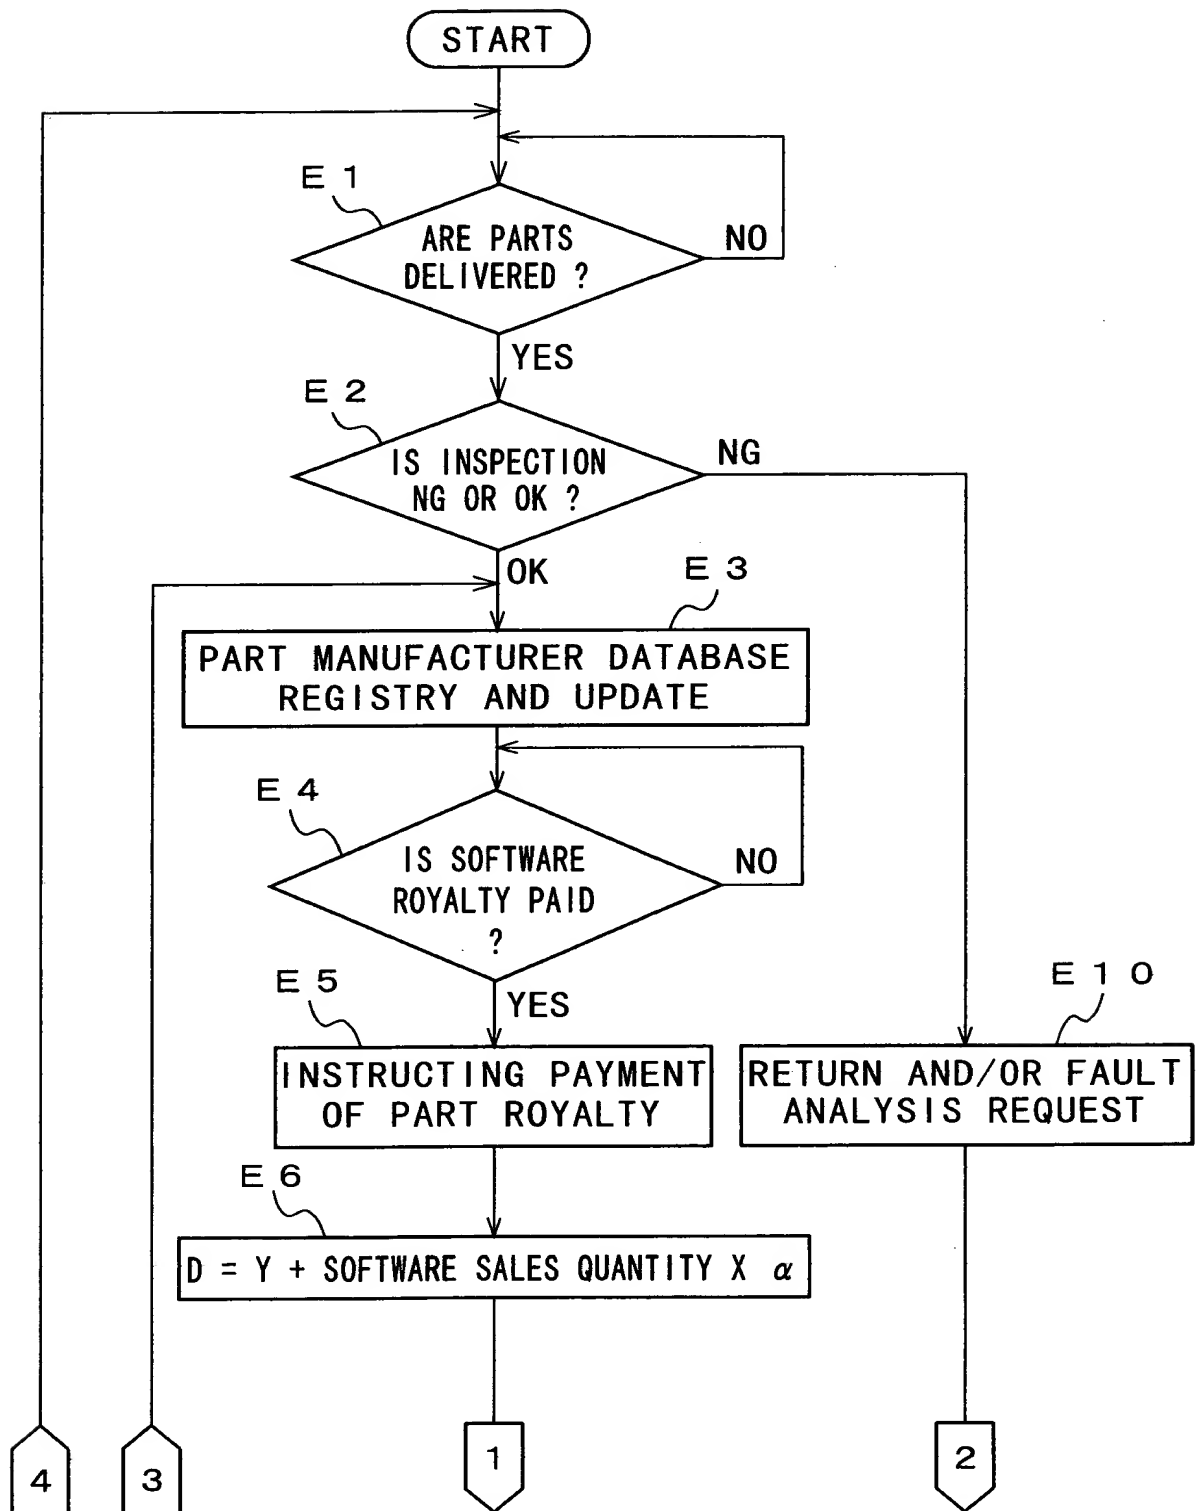 START
E 1
ARE PARTS
DELIVERED ?
NO
YES
E 2
IS INSPECTION
NG OR OK ?
NG
OK
E 3
PART MANUFACTURER DATABASE
REGISTRY AND UPDATE
E 4
IS SOFTWARE
ROYALTY PAID
?
NO
YES
E 5
INSTRUCTING PAYMENT
OF PART ROYALTY
E 1 0
RETURN AND/OR FAULT
ANALYSIS REQUEST
E 6
D = Y + SOFTWARE SALES QUANTITY X α
4
3
1
2